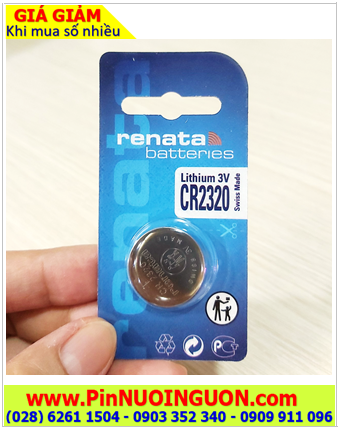 GIÁ GIẢM
Khi mua số nhiều
renata
batteries
Lithium 3V
CR2320
Swiss Made
renata
www.PinNUOINGUON.com
(028) 6261 1504 - 0903 352 340 - 0909 911 096